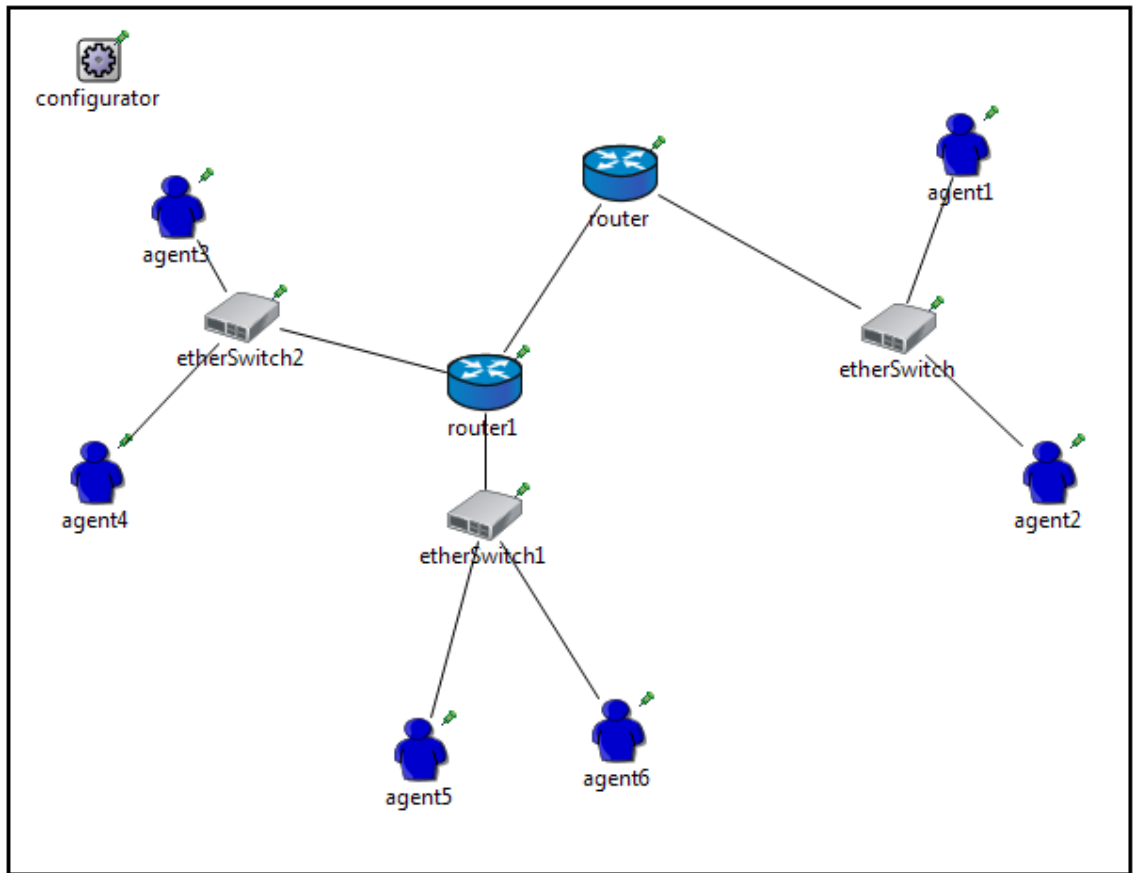 configurator
agent1
router
agent3
etherSwitch2
etherSwitch
router1
agent4
agent2
etherSwitch1
agent5
agent6